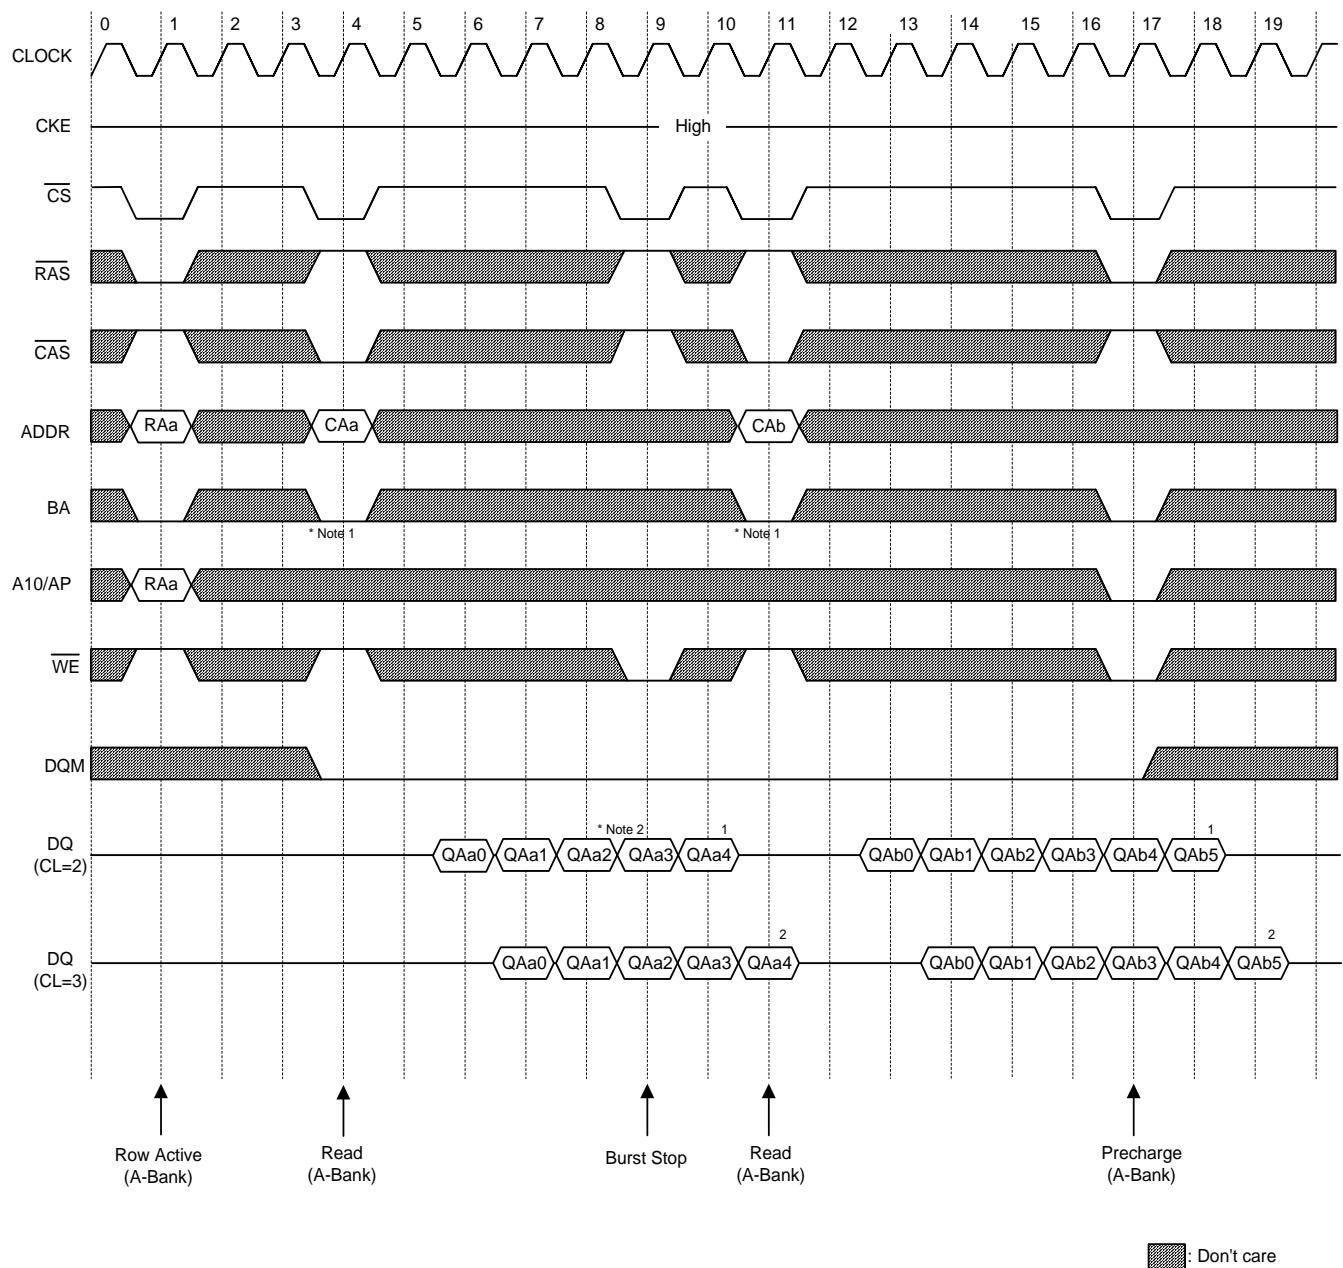 0 1 2 3 4 5 6 7 8 9 10 11 12 13 14 15 16 17 18 19
CLOCK
CKE High
CS
RAS
CAS
ADDR RAa CAa CAb
BA
* Note 1 * Note 1
A10/AP RAa
WE
DQM
* Note 2 1 1
DQ (CL=2) QAa0 QAa1 QAa2 QAa3 QAa4 QAb0 QAb1 QAb2 QAb3 QAb4 QAb5
2 2
DQ (CL=3) QAa0 QAa1 QAa2 QAa3 QAa4 QAb0 QAb1 QAb2 QAb3 QAb4 QAb5
Row Active (A-Bank)
Read (A-Bank)
Burst Stop
Read (A-Bank)
Precharge (A-Bank)
: Don't care